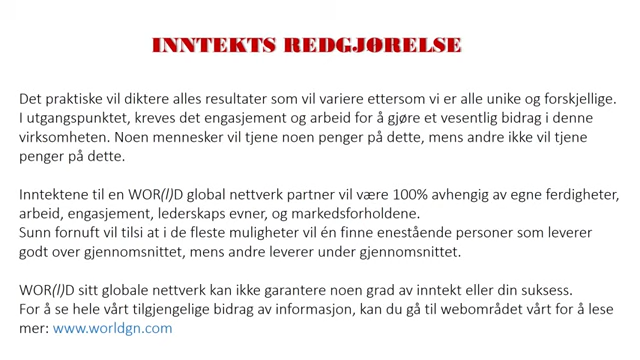 INNTEKTS REDGJØRELSE
Det praktiske vil diktere alles resultater som vil variere ettersom vi er alle unike og forskjellige.
I utgangspunktet, kreves det engasjement og arbeid for å gjøre et vesentlig bidrag i denne
virksomheten. Noen mennesker vil tjene noen penger på dette, mens andre ikke vil tjene
penger på dette.
Inntektene til en WOR(l)D global nettverk partner vil være 100% avhengig av egne ferdigheter,
arbeid, engasjement, lederskaps evner, og markedsforholdene.
Sunn fornuft vil tilsi at i de fleste muligheter vil én finne enestående personer som leverer
godt over gjennomsnittet, mens andre leverer under gjennomsnittet.
WOR(l)D sitt globale nettverk kan ikke garantere noen grad av inntekt eller din suksess.
For å se hele vårt tilgjengelige bidrag av informasjon, kan du gå til webområdet vårt for å lese
mer: www.worldgn.com